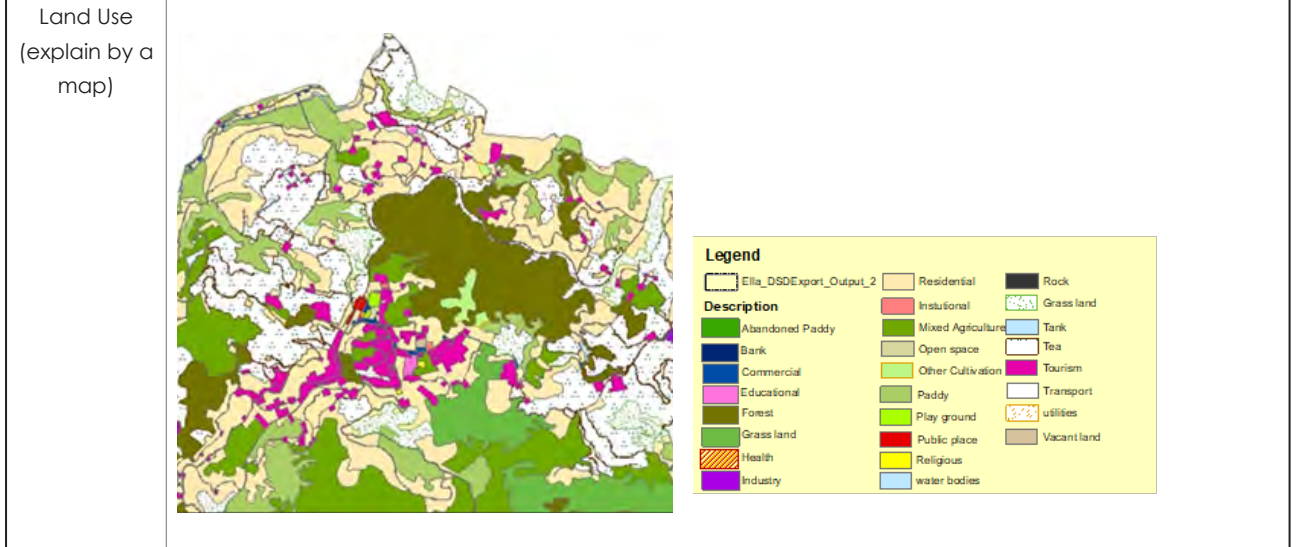 Land Use
(explain by a
map)
Legend
Ella_DSDExport_Output_2
Description
Abandoned Paddy
Bank
Commercial
Educational
Forest
Grass land
Health
Industry
Residential
Instutional
Mixed Agriculture
Open space
Other Cultivation
Paddy
Play ground
Public place
Religious
water bodies
Rock
Grass land
Tank
Tea
Tourism
Transport
utilities
Vacant land